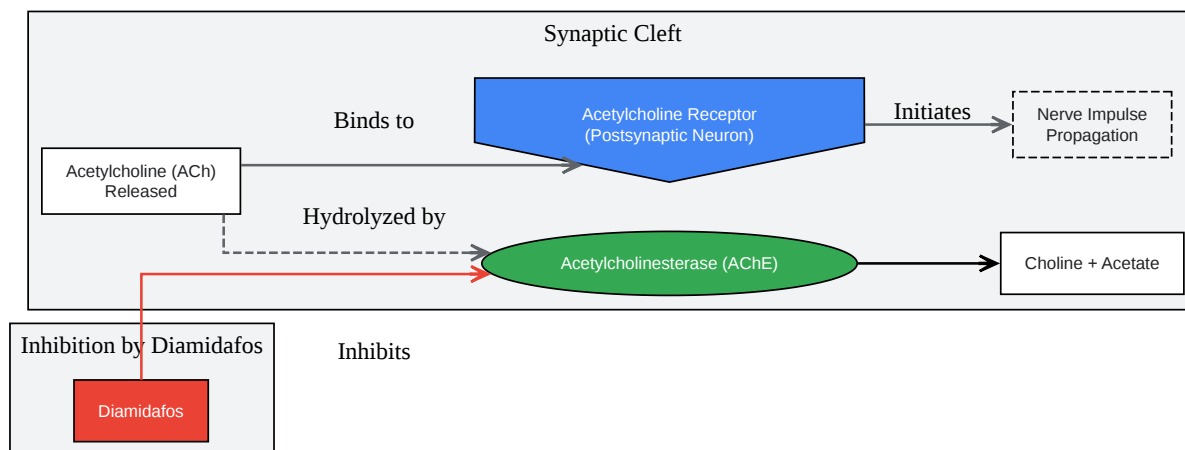 Synaptic Cleft
Acetylcholine Receptor
(Postsynaptic Neuron)
Binds to
Initiates
Nerve Impulse
Propagation
Acetylcholine (ACh)
Released
Hydrolyzed by
Acetylcholinesterase (AChE)
Choline + Acetate
Inhibition by Diamidafos
Inhibits
Diamidafos